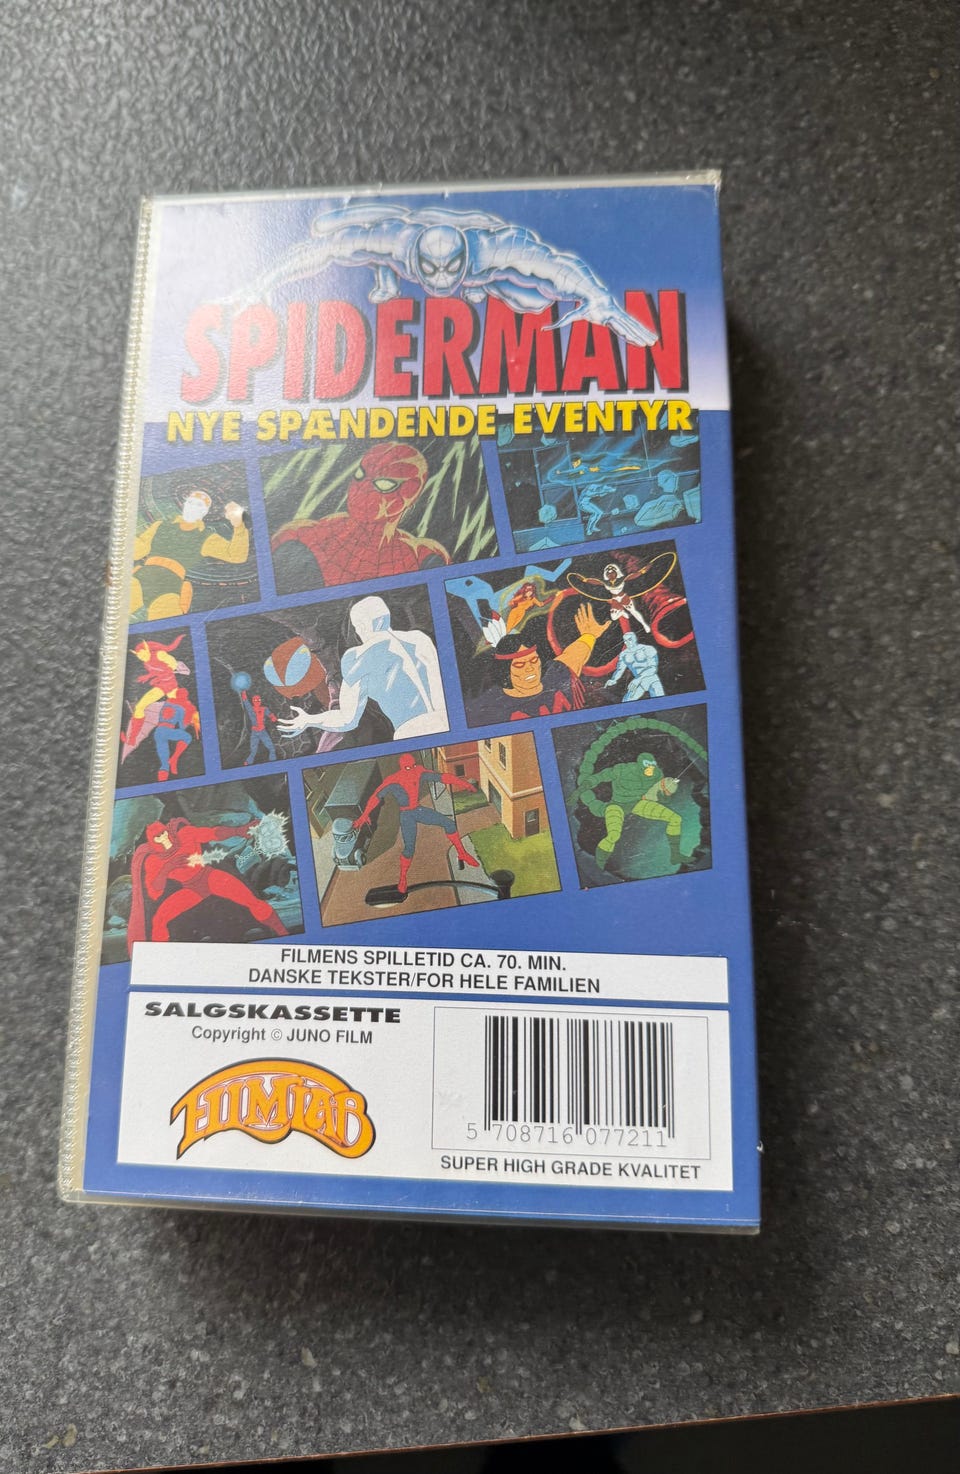 SPIDERMAN
NYE SPÆNDENDE EVENTYR
FILMENS SPILLETID CA. 70. MIN.
DANSKE TEKSTER/FOR HELE FAMILIEN
SALGSKASSETTE
Copyright © JUNO FILM
FILMLAB
5 708716 077211
SUPER HIGH GRADE KVALITET